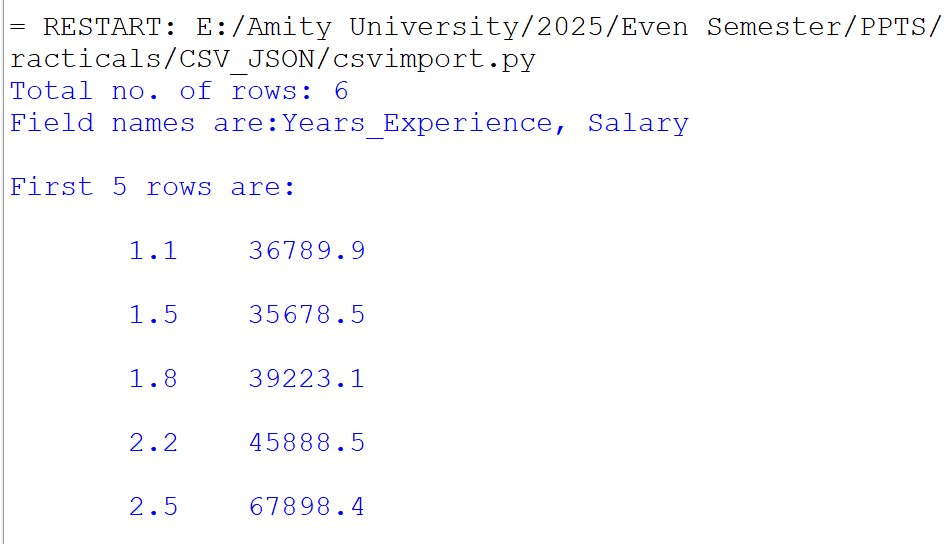 = RESTART: E:/Amity University/2025/Even Semester/PPTS/
racticals/CSV_JSON/csvimport.py
Total no. of rows: 6
Field names are:Years_Experience, Salary
First 5 rows are:
1.1 36789.9
1.5 35678.5
1.8 39223.1
2.2 45888.5
2.5 67898.4